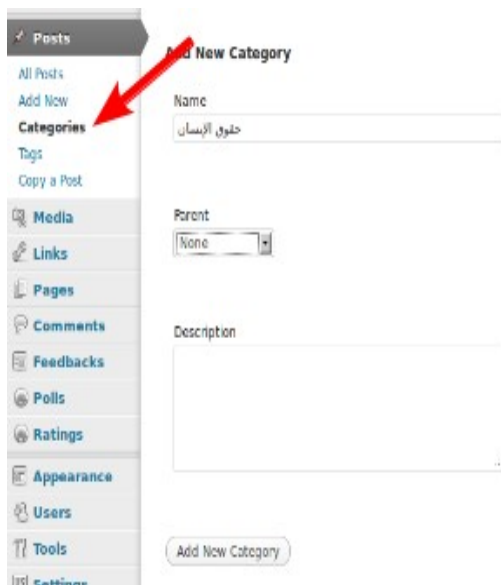 Posts
All Posts
Add New
Categories
Tags
Copy a Post
Media
Links
Pages
Comments
Feedbacks
Polls
Ratings
Appearance
Users
Tools
Settings
Add New Category
Name
حقوق الإنسان
Parent
None
Description
Add New Category